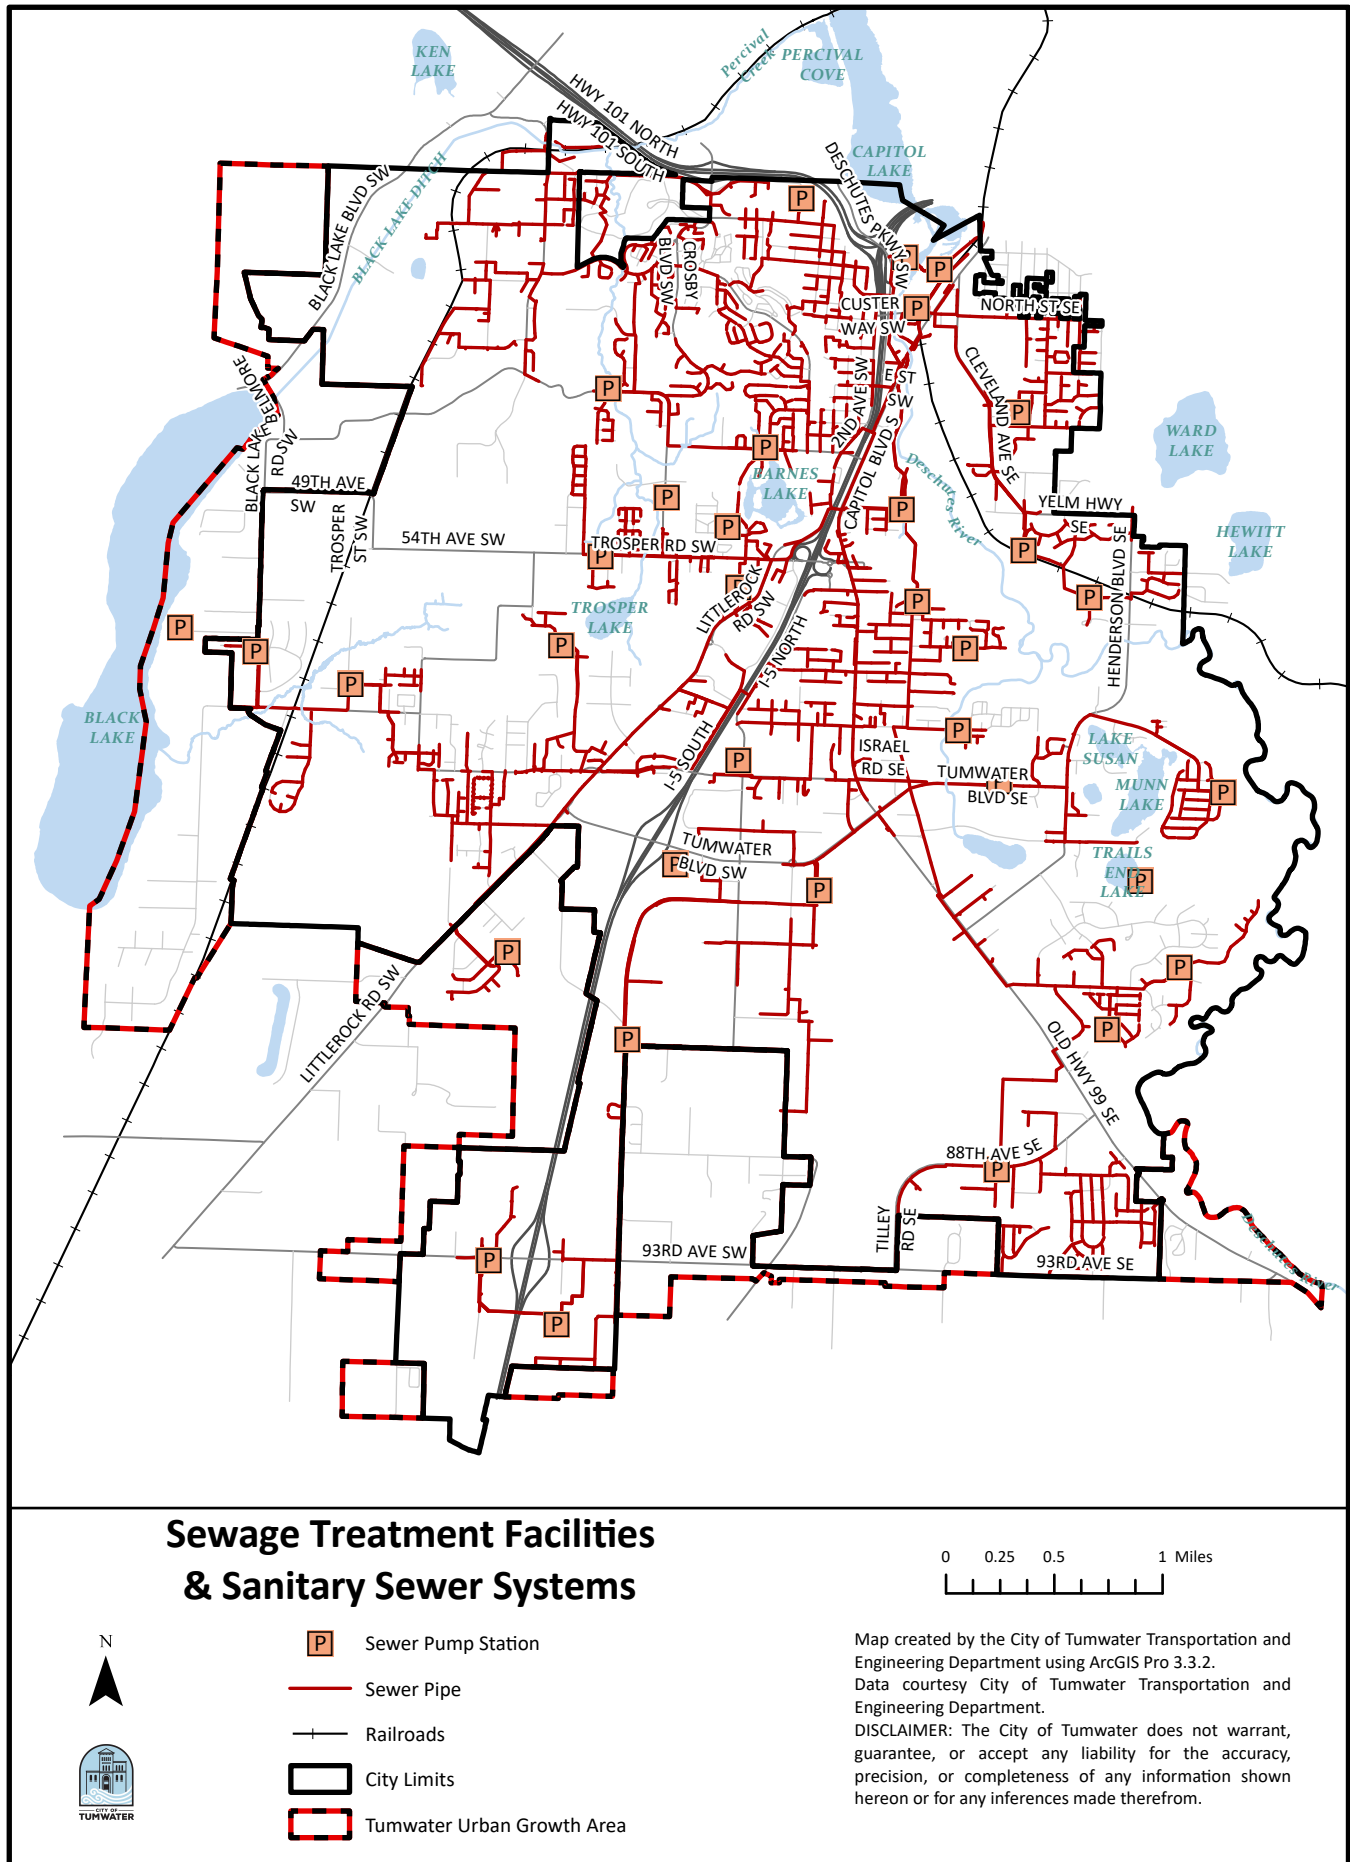 KEN
LAKE
Percival
Creek
PERCIVAL
COVE
HWY 101 NORTH
HWY 101 SOUTH
CAPITOL
LAKE
DESCHUTES PKWY SW
BLACK LAKE BLVD SW
BLACK LAKE DITCH
P
CROSBY
BLVD SW
P
P
CUSTER
WAY SW
P
NORTH ST SE
2ND AVE SW
E ST
SW
CLEVELAND AVE SE
P
P
BLACK LAKE BELMORE
RD SW
WARD
LAKE
P
BARNES
LAKE
CAPITOL BLVD S
Deschutes River
49TH AVE
SW
TROSPER
ST SW
P
P
P
YELM HWY
SE
HEWITT
LAKE
54TH AVE SW
TROSPER RD SW
P
P
P
LITTLEROCK
RD SW
TROSPER
LAKE
P
P
HENDERSON BLVD SE
P
P
P
P
P
I-5 NORTH
BLACK
LAKE
P
LAKE
SUSAN
I-5 SOUTH
P
ISRAEL
RD SE
TUMWATER
BLVD SE
P
MUNN
LAKE
P
TUMWATER
BLVD SW
P
P
TRAILS
END
LAKE
P
P
P
LITTLEROCK RD SW
P
P
OLD HWY 99 SE
88TH AVE SE
P
TILLEY
RD SE
93RD AVE SW
93RD AVE SE
Deschutes River
P
P
Sewage Treatment Facilities
& Sanitary Sewer Systems
0 0.25 0.5 1 Miles
N
P Sewer Pump Station
Sewer Pipe
Railroads
City Limits
Tumwater Urban Growth Area
CITY OF
TUMWATER
Map created by the City of Tumwater Transportation and
Engineering Department using ArcGIS Pro 3.3.2.
Data courtesy City of Tumwater Transportation and
Engineering Department.
DISCLAIMER: The City of Tumwater does not warrant,
guarantee, or accept any liability for the accuracy,
precision, or completeness of any information shown
hereon or for any inferences made therefrom.